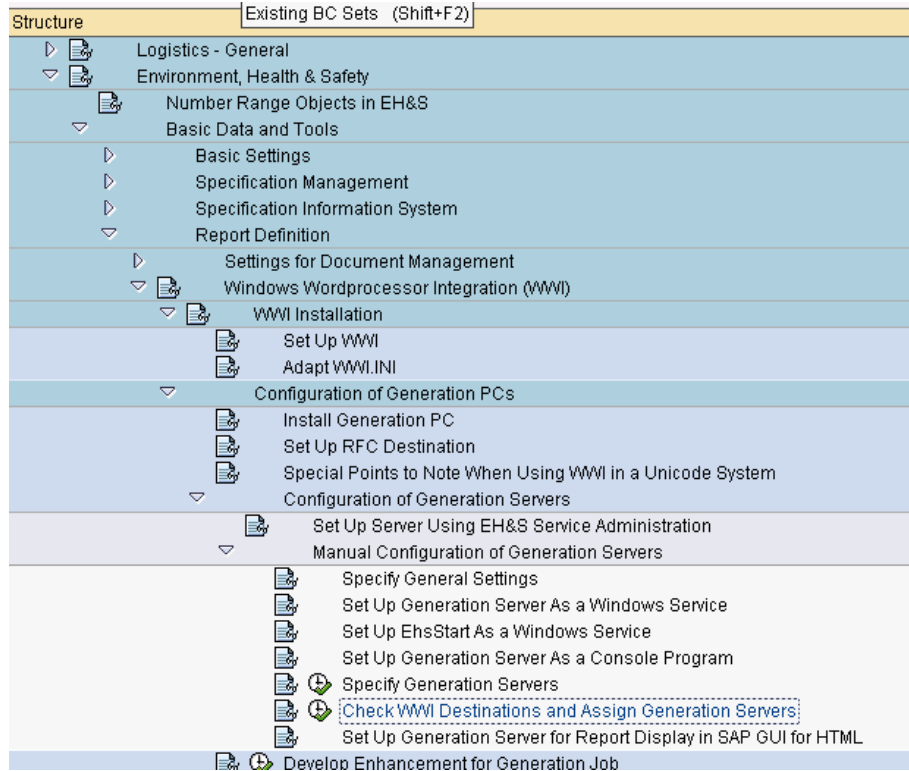 Existing BC Sets (Shift+F2)
Structure
Logistics - General
Environment, Health & Safety
Number Range Objects in EH&S
Basic Data and Tools
Basic Settings
Specification Management
Specification Information System
Report Definition
Settings for Document Management
Windows Wordprocessor Integration (WWI)
WWI Installation
Set Up WWI
Adapt WWI.INI
Configuration of Generation PCs
Install Generation PC
Set Up RFC Destination
Special Points to Note When Using WWI in a Unicode System
Configuration of Generation Servers
Set Up Server Using EH&S Service Administration
Manual Configuration of Generation Servers
Specify General Settings
Set Up Generation Server As a Windows Service
Set Up EhsStart As a Windows Service
Set Up Generation Server As a Console Program
Specify Generation Servers
Check WWI Destinations and Assign Generation Servers
Set Up Generation Server for Report Display in SAP GUI for HTML
Develop Enhancement for Generation Job